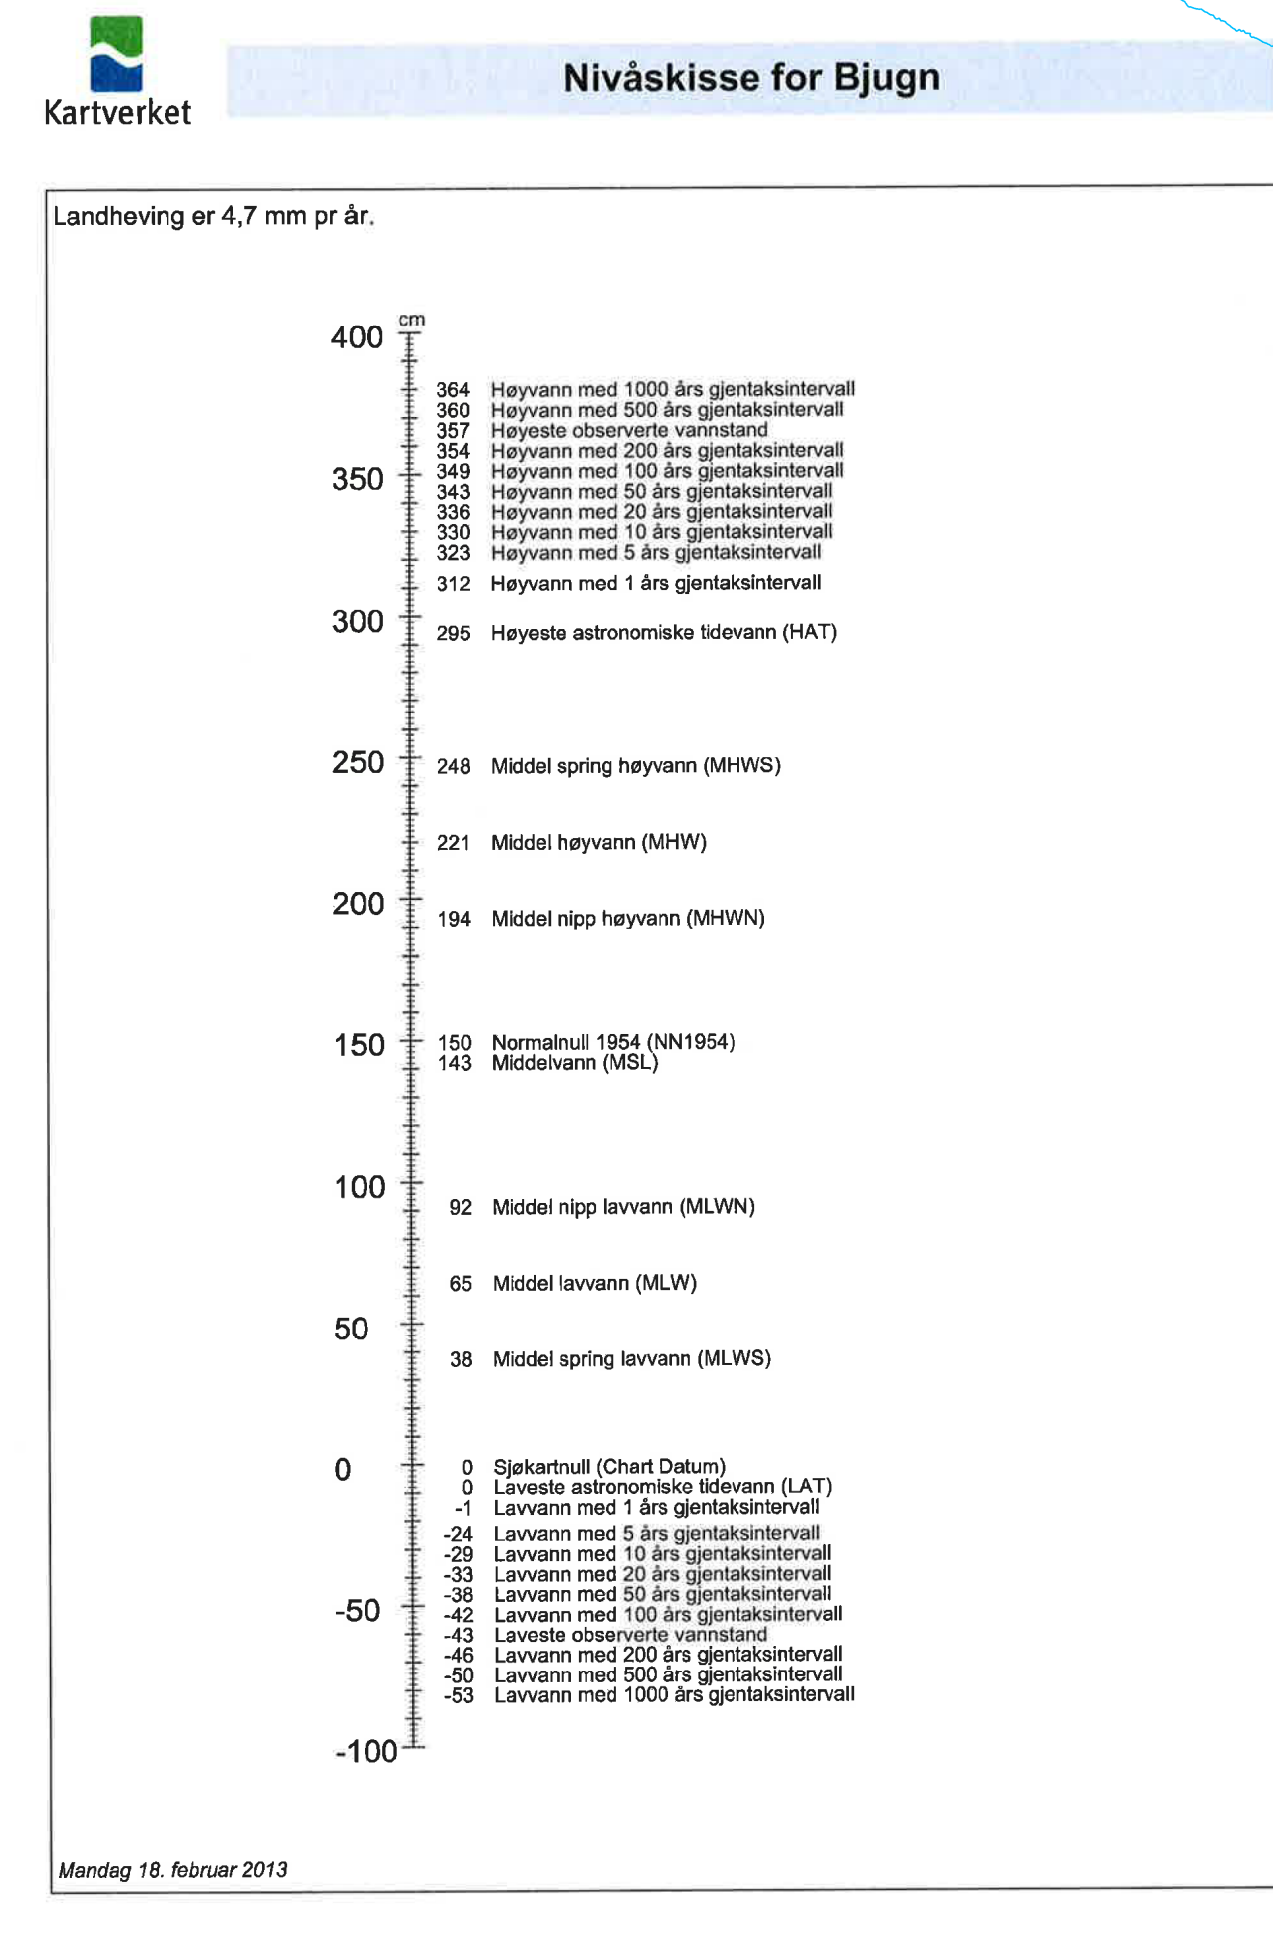 Kartverket
Nivåskisse for Bjugn
Landheving er 4,7 mm pr år.
cm
400
364 Høyvann med 1000 års gjentaksintervall
360 Høyvann med 500 års gjentaksintervall
357 Høyeste observerte vannstand
354 Høyvann med 200 års gjentaksintervall
349 Høyvann med 100 års gjentaksintervall
350
343 Høyvann med 50 års gjentaksintervall
336 Høyvann med 20 års gjentaksintervall
330 Høyvann med 10 års gjentaksintervall
323 Høyvann med 5 års gjentaksintervall
312 Høyvann med 1 års gjentaksintervall
300
295 Høyeste astronomiske tidevann (HAT)
250
248 Middel spring høyvann (MHWS)
221 Middel høyvann (MHW)
200
194 Middel nipp høyvann (MHWN)
150
150 Normalnull 1954 (NN1954)
143 Middelvann (MSL)
100
92 Middel nipp lavvann (MLWN)
65 Middel lavvann (MLW)
50
38 Middel spring lavvann (MLWS)
0
0 Sjøkartnull (Chart Datum)
0 Laveste astronomiske tidevann (LAT)
-1 Lavvann med 1 års gjentaksintervall
-24 Lavvann med 5 års gjentaksintervall
-29 Lavvann med 10 års gjentaksintervall
-33 Lavvann med 20 års gjentaksintervall
-38 Lavvann med 50 års gjentaksintervall
-50
-42 Lavvann med 100 års gjentaksintervall
-43 Laveste observerte vannstand
-46 Lavvann med 200 års gjentaksintervall
-50 Lavvann med 500 års gjentaksintervall
-53 Lavvann med 1000 års gjentaksintervall
-100
Mandag 18. februar 2013